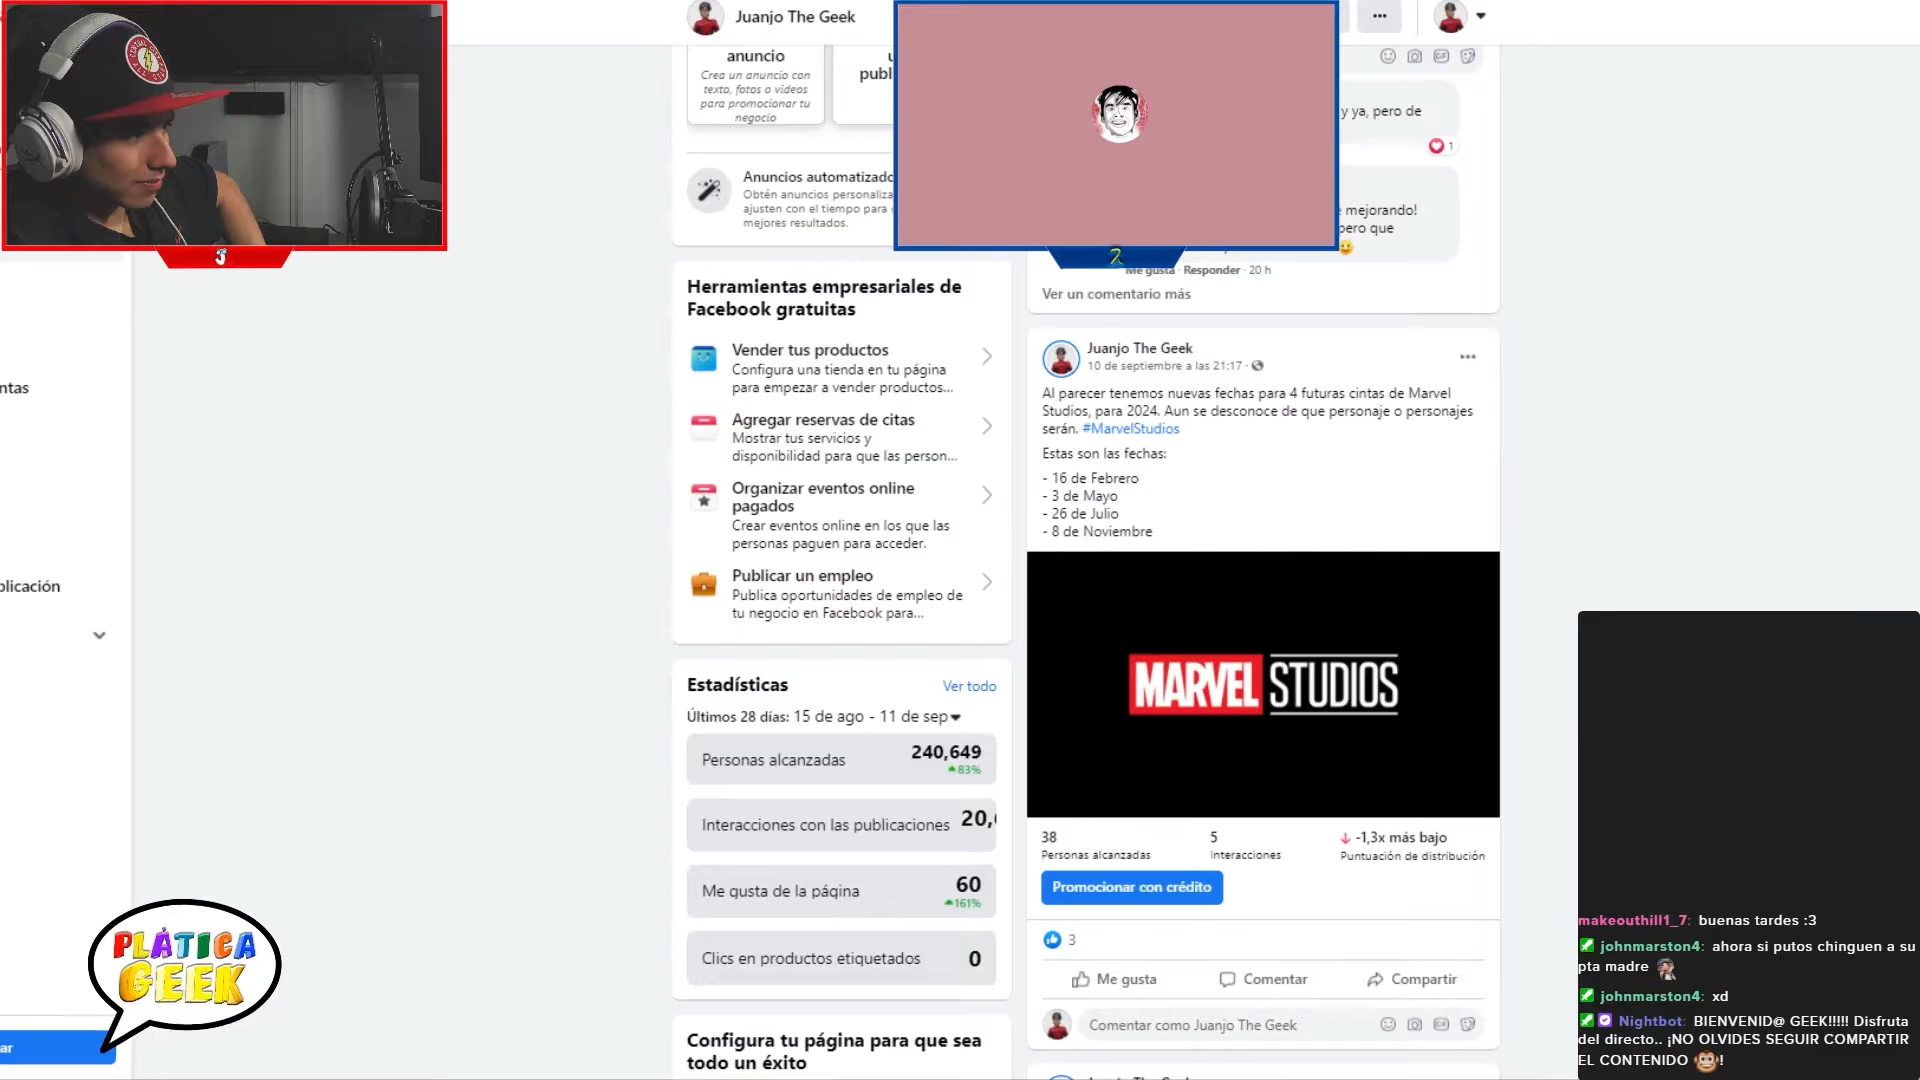 Juanjo The Geek
anuncio
Crea un anuncio con
texto, fotos o videos
para promocionar tu
negocio
publ
Anuncios automatizado
Obtén anuncios personaliza
ajusten con el tiempo para
mejores resultados.
J
2
y ya, pero de
1
mejorando!
pero que
Me gusta · Responder · 20 h
Ver un comentario más
Herramientas empresariales de
Facebook gratuitas
Vender tus productos
Configura una tienda en tu página
para empezar a vender productos...
Agregar reservas de citas
Mostrar tus servicios y
disponibilidad para que las person...
Organizar eventos online
pagados
Crear eventos online en los que las
personas paguen para acceder.
Publicar un empleo
Publica oportunidades de empleo de
tu negocio en Facebook para...
Estadísticas
Ver todo
Últimos 28 días: 15 de ago - 11 de sep
Personas alcanzadas 240,649
83%
Interacciones con las publicaciones 20,
Me gusta de la página 60
161%
Clics en productos etiquetados 0
Configura tu página para que sea
todo un éxito
Juanjo The Geek
10 de septiembre a las 21:17 ·
Al parecer tenemos nuevas fechas para 4 futuras cintas de Marvel
Studios, para 2024. Aun se desconoce de que personaje o personajes
serán. #MarvelStudios
Estas son las fechas:
- 16 de Febrero
- 3 de Mayo
- 26 de Julio
- 8 de Noviembre
MARVEL STUDIOS
38 5 -1,3x más bajo
Personas alcanzadas Interacciones Puntuación de distribución
Promocionar con crédito
3
Me gusta Comentar Compartir
Comentar como Juanjo The Geek
ntas
plicación
ar
PLÁTICA
GEEK
makeouthill1_7: buenas tardes :3
johnmarston4: ahora si putos chinguen a su
pta madre
johnmarston4: xd
Nightbot: BIENVENID@ GEEK!!!!! Disfruta
del directo.. ¡NO OLVIDES SEGUIR COMPARTIR
EL CONTENIDO !